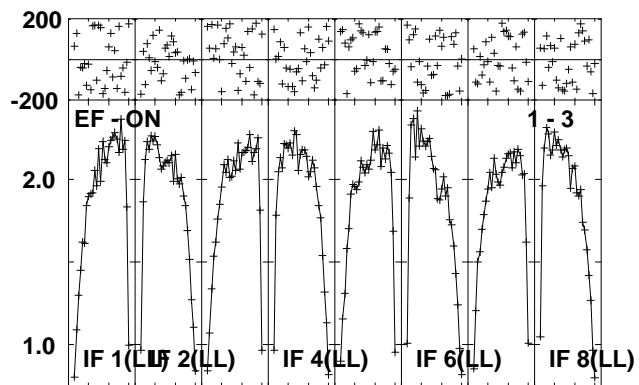 200
-200
EF - ON 1 - 3
2.0
1.0
IF 1(LL) IF 2(LL) IF 4(LL) IF 6(LL) IF 8(LL)